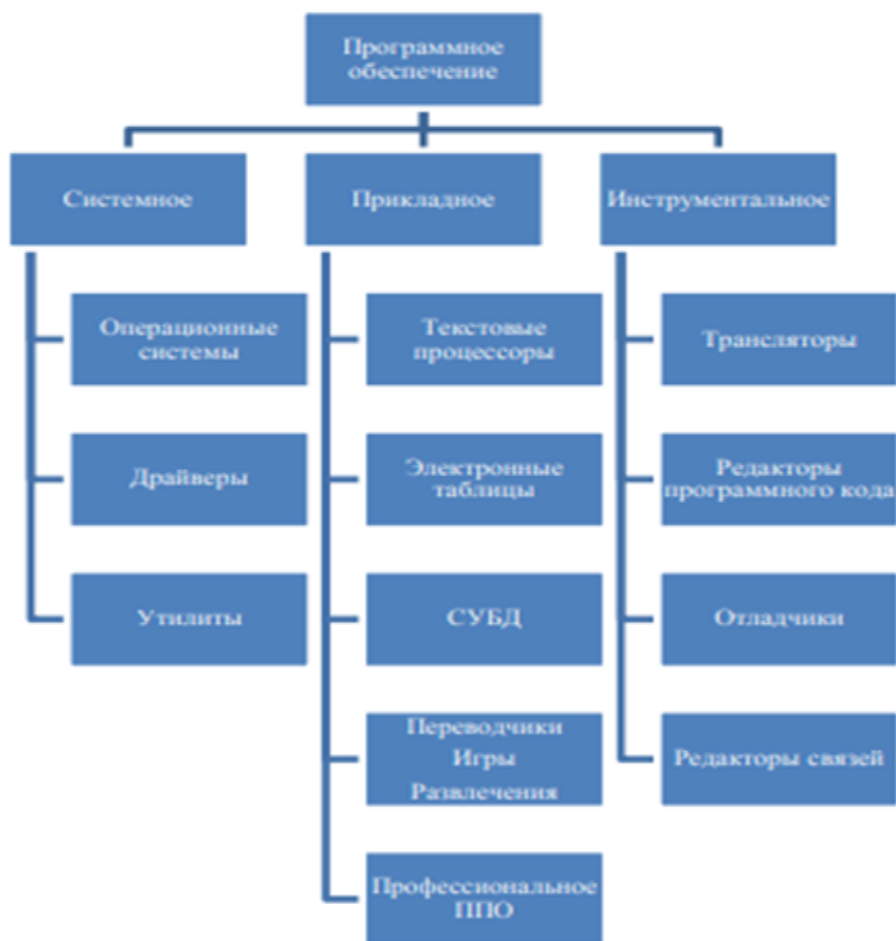 Программное
обеспечение
Системное
Прикладное
Инструментальное
Операционные
системы
Драйверы
Утилиты
Текстовые
процессоры
Электронные
таблицы
СУБД
Переводчики
Игры
Развлечения
Профессиональное
ППО
Трансляторы
Редакторы
программного кода
Отладчики
Редакторы связей